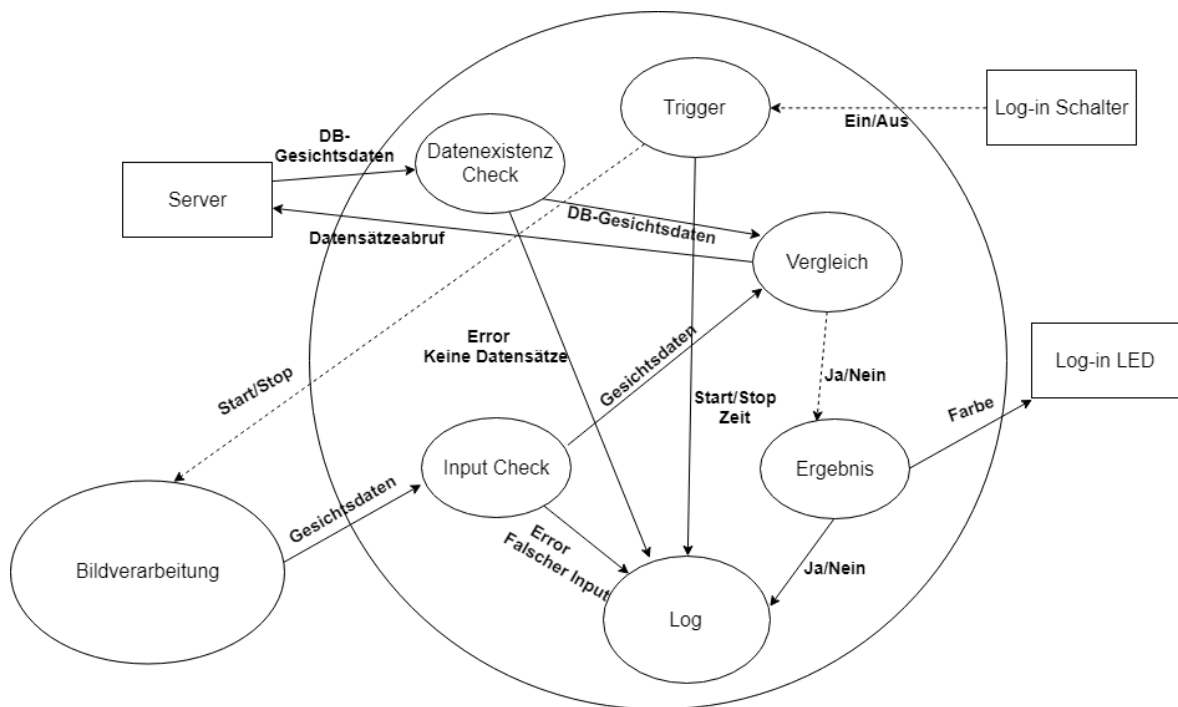 Trigger
Log-in Schalter
Ein/Aus
DB-
Gesichtsdaten
Datenexistenz
Check
Server
DB-Gesichtsdaten
Datensätzeabruf
Vergleich
Error
Keine Datensätze
Gesichtsdaten
Start/Stop
Start/Stop
Zeit
Ja/Nein
Log-in LED
Farbe
Input Check
Ergebnis
Gesichtsdaten
Bildverarbeitung
Error
Falscher Input
Ja/Nein
Log